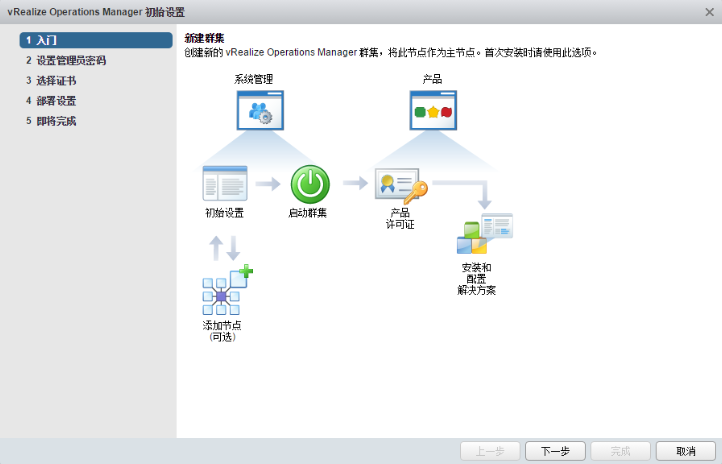 vRealize Operations Manager 初始设置
1 入门
2 设置管理员密码
3 选择证书
4 部署设置
5 即将完成
新建群集
创建新的 vRealize Operations Manager 群集，将此节点作为主节点。首次安装时请使用此选项。
系统管理
产品
初始设置
启动群集
产品
许可证
添加节点
(可选)
安装和
配置
解决方案
上一步
下一步
完成
取消